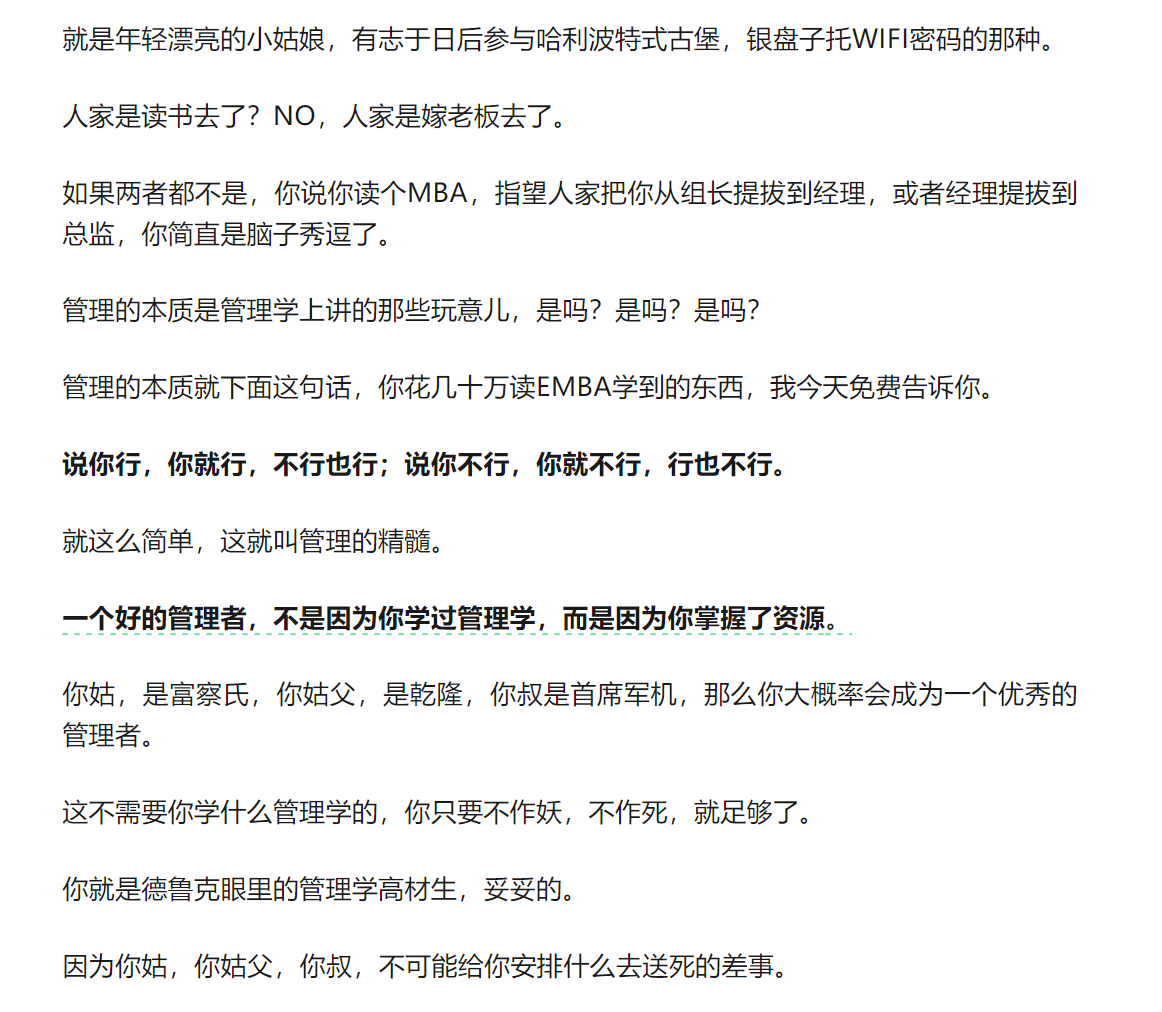 就是年轻漂亮的小姑娘，有志于日后参与哈利波特式古堡，银盘子托WIFI密码的那种。
人家是读书去了？NO，人家是嫁老板去了。
如果两者都不是，你说你读个MBA，指望人家把你从组长提拔到经理，或者经理提拔到
总监，你简直是脑子秀逗了。
管理的本质是管理学上讲的那些玩意儿，是吗？是吗？是吗？
管理的本质就下面这句话，你花几十万读EMBA学到的东西，我今天免费告诉你。
说你行，你就行，不行也行；说你不行，你就不行，行也不行。
就这么简单，这就叫管理的精髓。
一个好的管理者，不是因为你学过管理学，而是因为你掌握了资源。
你姑，是富察氏，你姑父，是乾隆，你叔是首席军机，那么你大概率会成为一个优秀的
管理者。
这不需要你学什么管理学的，你只要不作妖，不作死，就足够了。
你就是德鲁克眼里的管理学高材生，妥妥的。
因为你姑，你姑父，你叔，不可能给你安排什么去送死的差事。